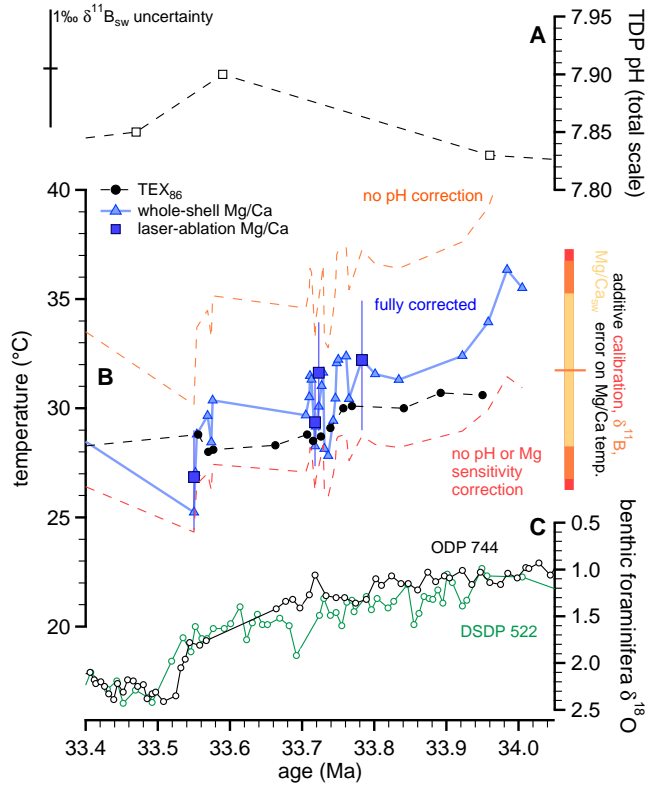 1‰ δ¹¹B_sw uncertainty
A
7.95
7.90
7.85
7.80
TDP pH (total scale)
40
35
30
25
20
temperature (°C)
TEX₈₆
whole-shell Mg/Ca
laser-ablation Mg/Ca
no pH correction
fully corrected
B
no pH or Mg
sensitivity
correction
additive calibration, δ¹¹B,
Mg/Ca_sw error on Mg/Ca temp.
C
ODP 744
DSDP 522
0.5
1.0
1.5
2.0
2.5
benthic foraminifera δ¹⁸O
33.4
33.5
33.6
33.7
33.8
33.9
34.0
age (Ma)